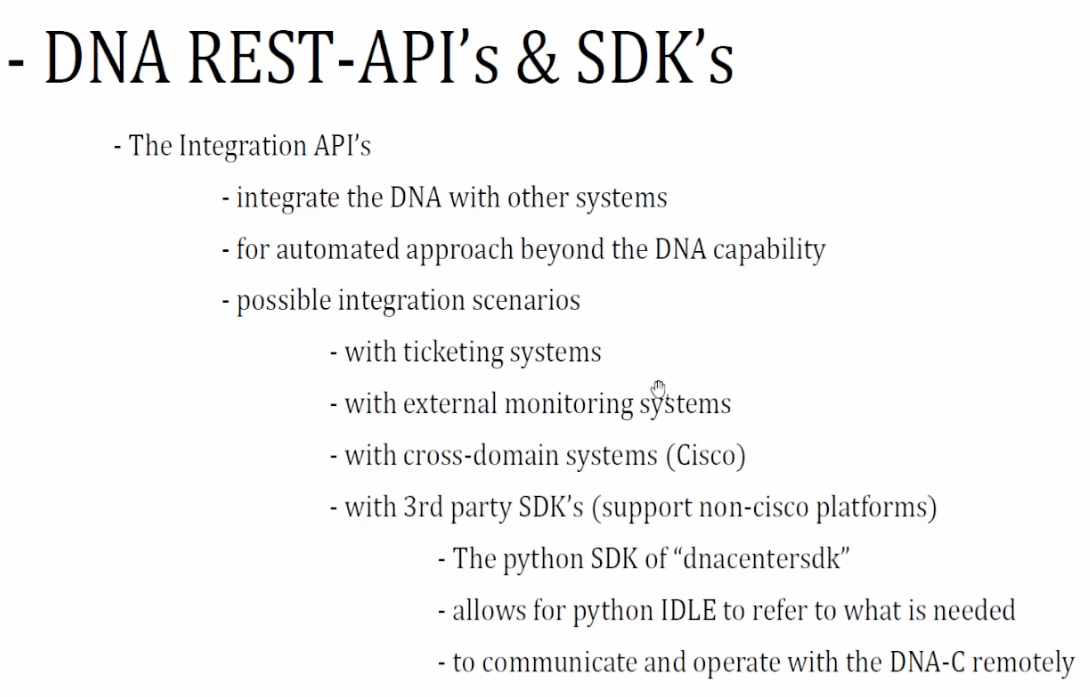 - DNA REST-API's & SDK's
- The Integration API's
- integrate the DNA with other systems
- for automated approach beyond the DNA capability
- possible integration scenarios
- with ticketing systems
- with external monitoring systems
- with cross-domain systems (Cisco)
- with 3rd party SDK's (support non-cisco platforms)
- The python SDK of “dnacentersdk”
- allows for python IDLE to refer to what is needed
- to communicate and operate with the DNA-C remotely